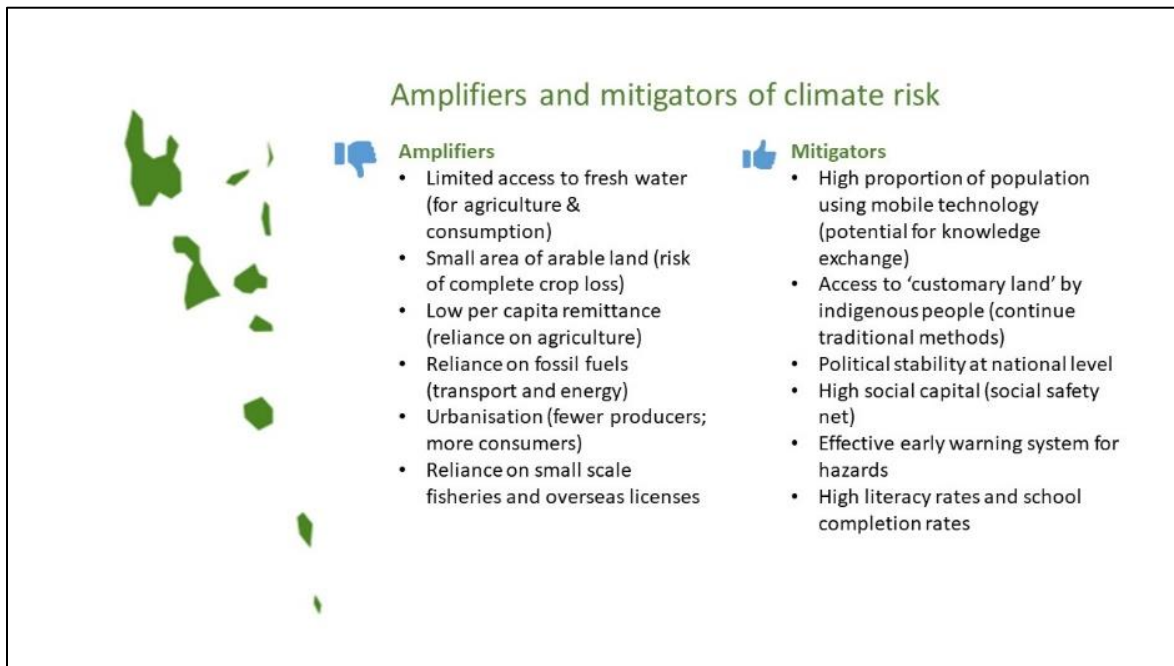 Amplifiers and mitigators of climate risk
Amplifiers
• Limited access to fresh water
(for agriculture &
consumption)
• Small area of arable land (risk
of complete crop loss)
• Low per capita remittance
(reliance on agriculture)
• Reliance on fossil fuels
(transport and energy)
• Urbanisation (fewer producers;
more consumers)
• Reliance on small scale
fisheries and overseas licenses
Mitigators
• High proportion of population
using mobile technology
(potential for knowledge
exchange)
• Access to ‘customary land’ by
indigenous people (continue
traditional methods)
• Political stability at national level
• High social capital (social safety
net)
• Effective early warning system for
hazards
• High literacy rates and school
completion rates